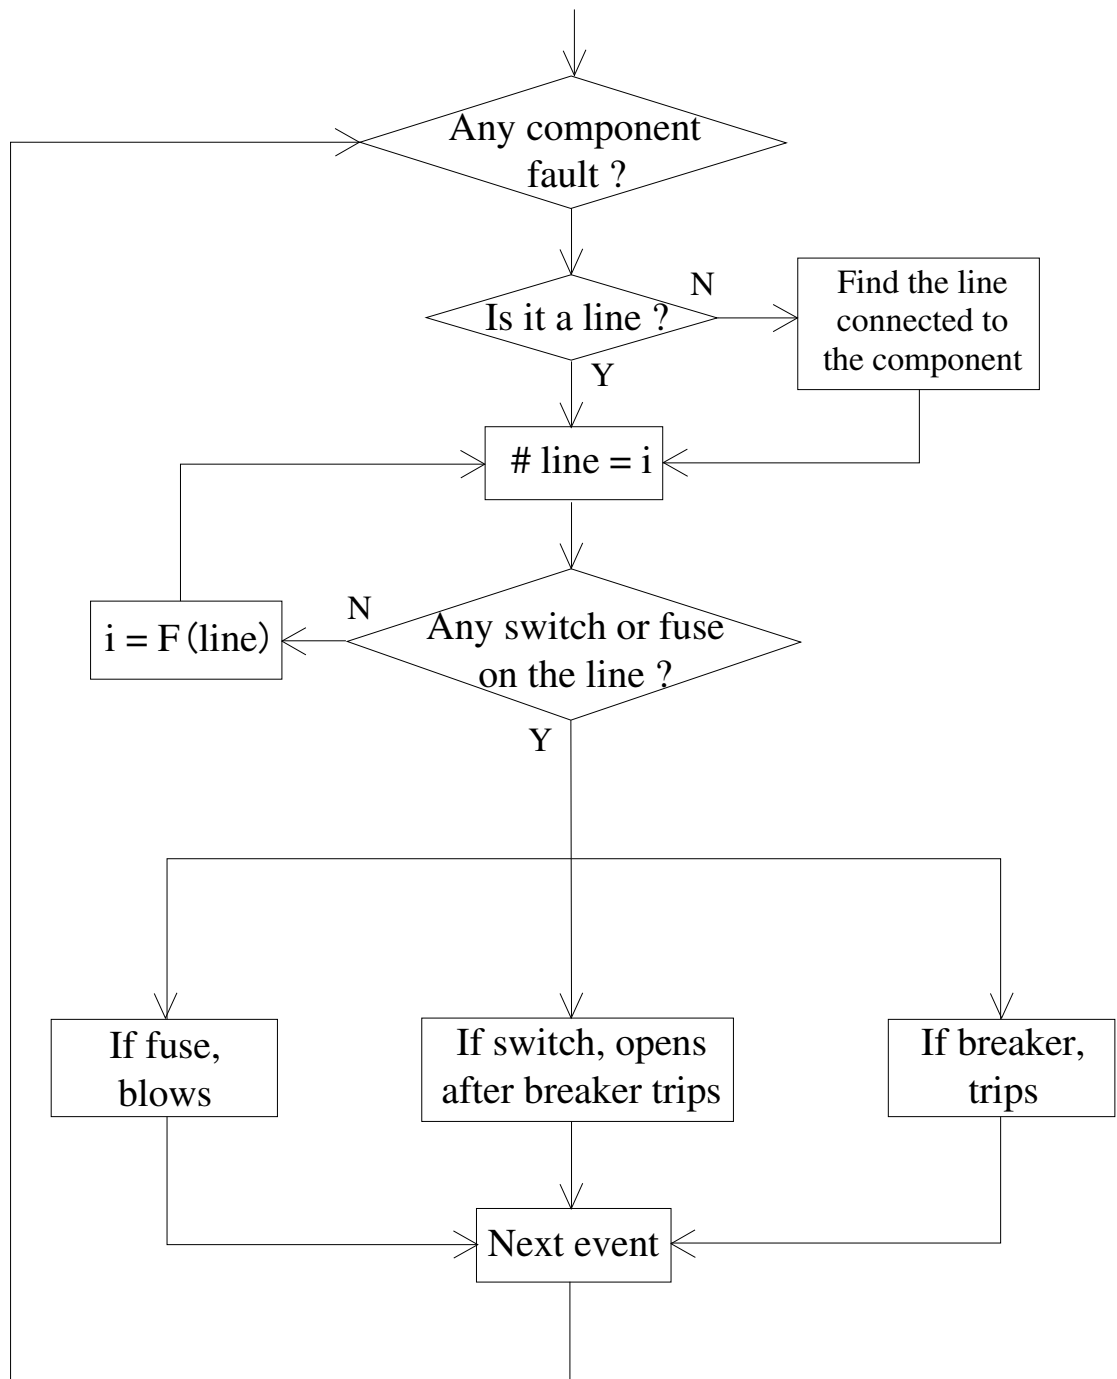 Any component
fault ?
Is it a line ?
N
Find the line
connected to
the component
Y
# line = i
i = F(line)
N
Any switch or fuse
on the line ?
Y
If fuse,
blows
If switch, opens
after breaker trips
If breaker,
trips
Next event